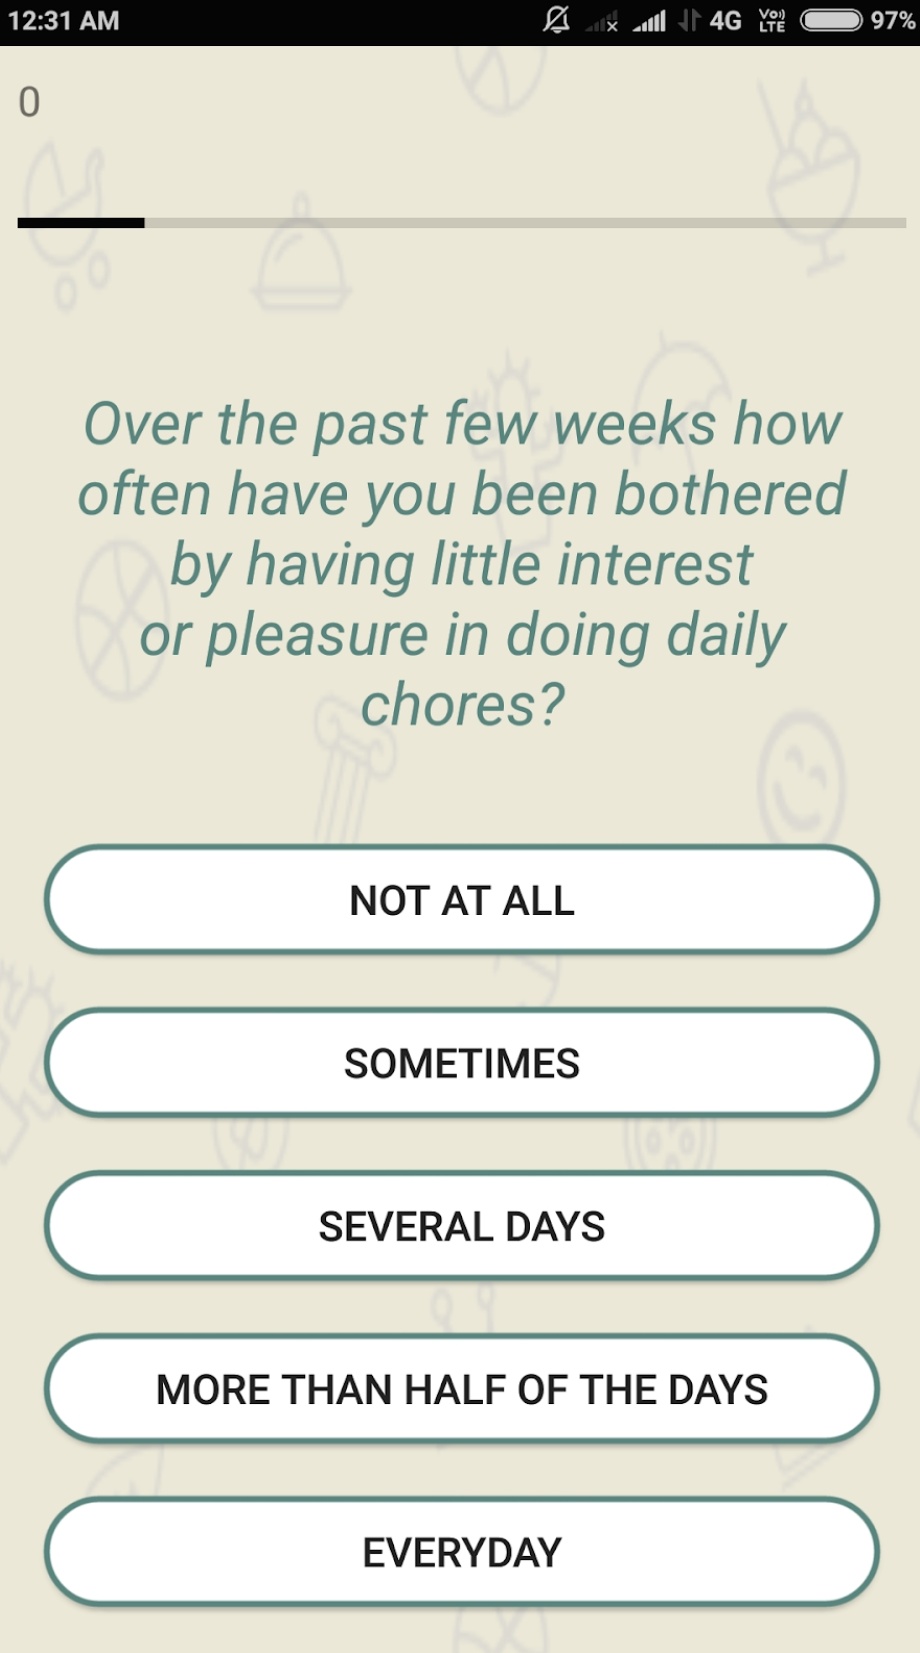 12:31 AM 4G Vo)) LTE 97%
0
Over the past few weeks how
often have you been bothered
by having little interest
or pleasure in doing daily
chores?
NOT AT ALL
SOMETIMES
SEVERAL DAYS
MORE THAN HALF OF THE DAYS
EVERYDAY